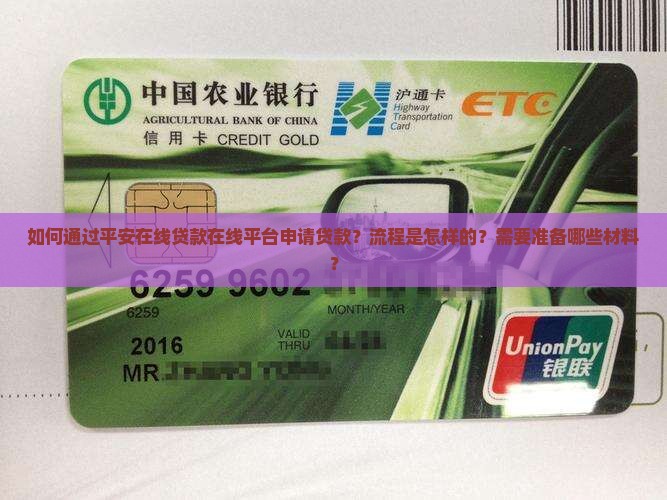 中国农业银行
AGRICULTURAL BANK OF CHINA
信用卡 CREDIT GOLD
沪通卡
Highway
Transportation
Card
ETC
如何通过平安在线贷款在线平台申请贷款？流程是怎样的？需要准备哪些材料
？
6259 9602
6259
MONTH/YEAR
2016
VALID
THRU
MR
UnionPay
银联